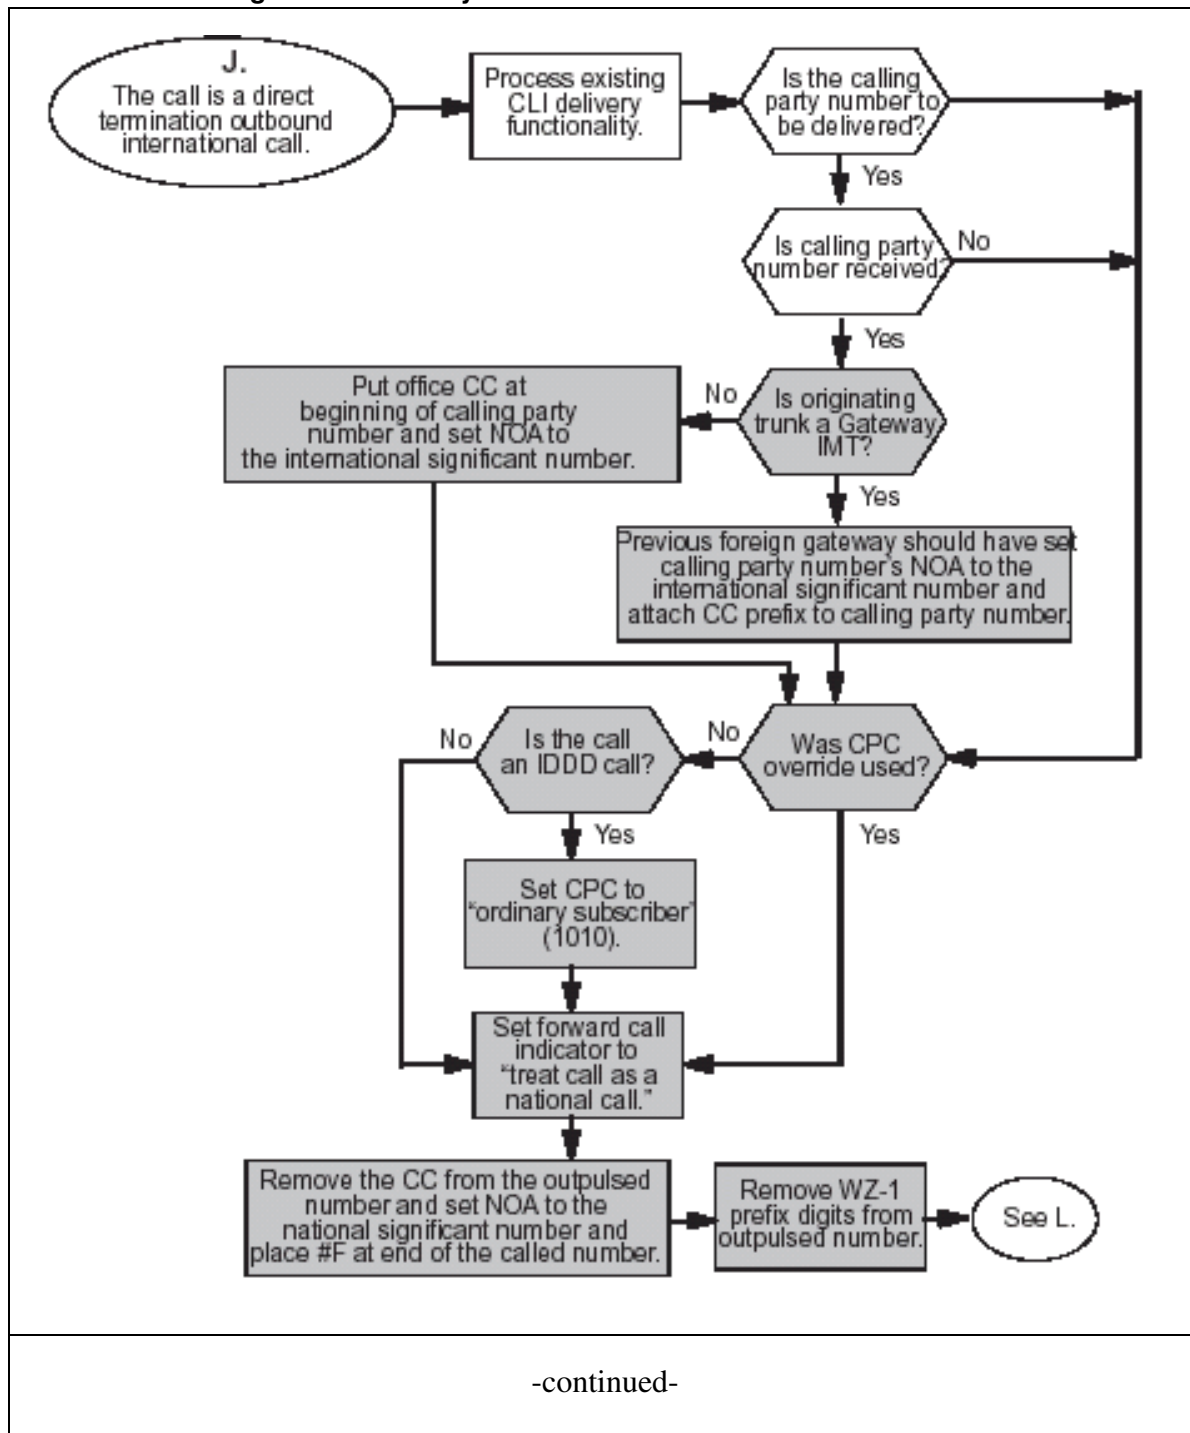 J.
The call is a direct
termination outbound
international call.
Process existing
CLI delivery
functionality.
Is the calling
party number to
be delivered?
Yes
Is calling party
number received?
No
Yes
Is originating
trunk a Gateway
IMT?
No
Put office CC at
beginning of calling party
number and set NOA to
the international significant number.
Yes
Previous foreign gateway should have set
calling party number's NOA to the
international significant number and
attach CC prefix to calling party number.
Was CPC
override used?
No
Is the call
an IDDD call?
No
Yes
Yes
Set CPC to
“ordinary subscriber”
(1010).
Set forward call
indicator to
“treat call as a
national call.”
Remove the CC from the outpulsed
number and set NOA to the
national significant number and
place #F at end of the called number.
Remove WZ-1
prefix digits from
outpulsed number.
See L.
-continued-